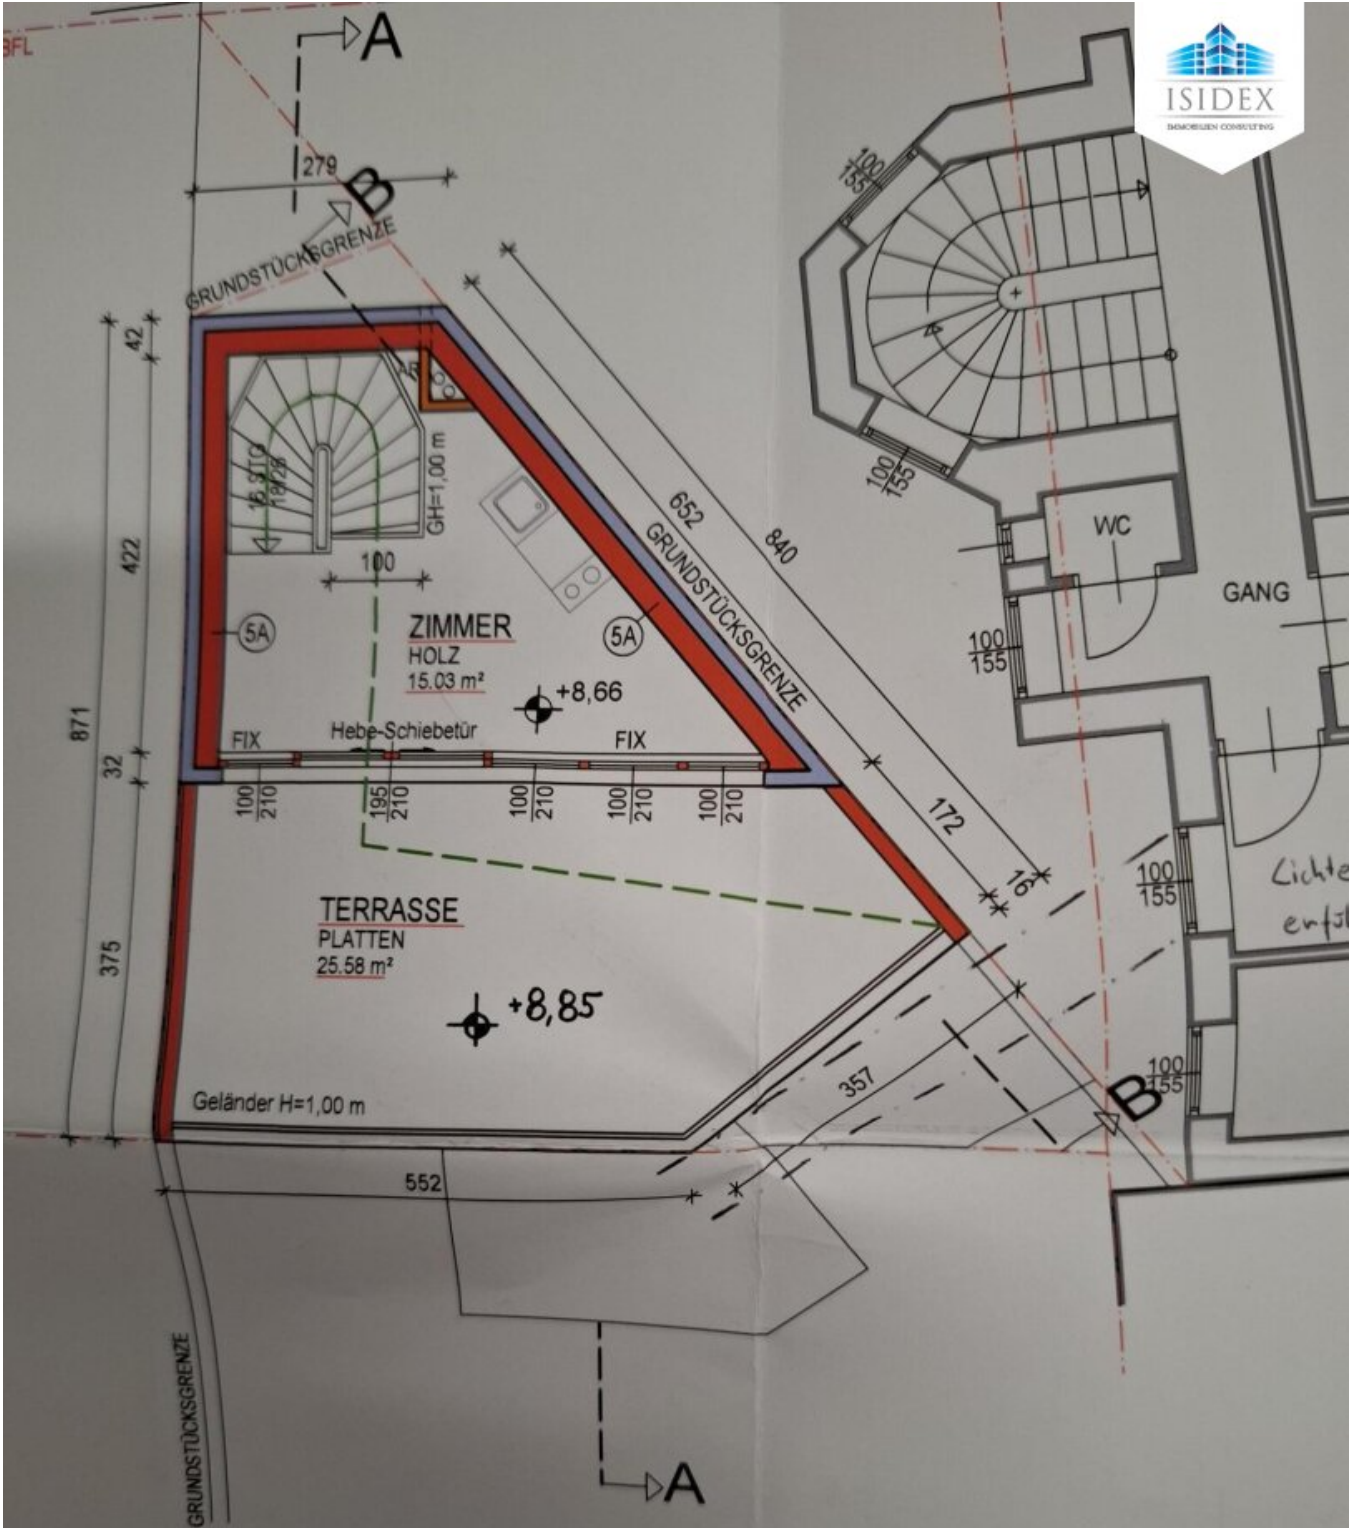 BFL
A
ISIDEX
IMMOBILIEN CONSULTING
279
B
GRUNDSTÜCKSGRENZE
100
155
42
AR
16 STG
18/28
GH=1,00 m
100
422
652
840
GRUNDSTÜCKSGRENZE
100
155
WC
GANG
5A
ZIMMER
HOLZ
15.03 m²
5A
+8,66
100
155
871
32
FIX
Hebe-Schiebetür
FIX
100
210
195
210
100
210
100
210
100
210
172
16
100
155
Lichte
375
TERRASSE
PLATTEN
25.58 m²
+8,85
357
100
155
B
Geländer H=1,00 m
552
GRUNDSTÜCKSGRENZE
A